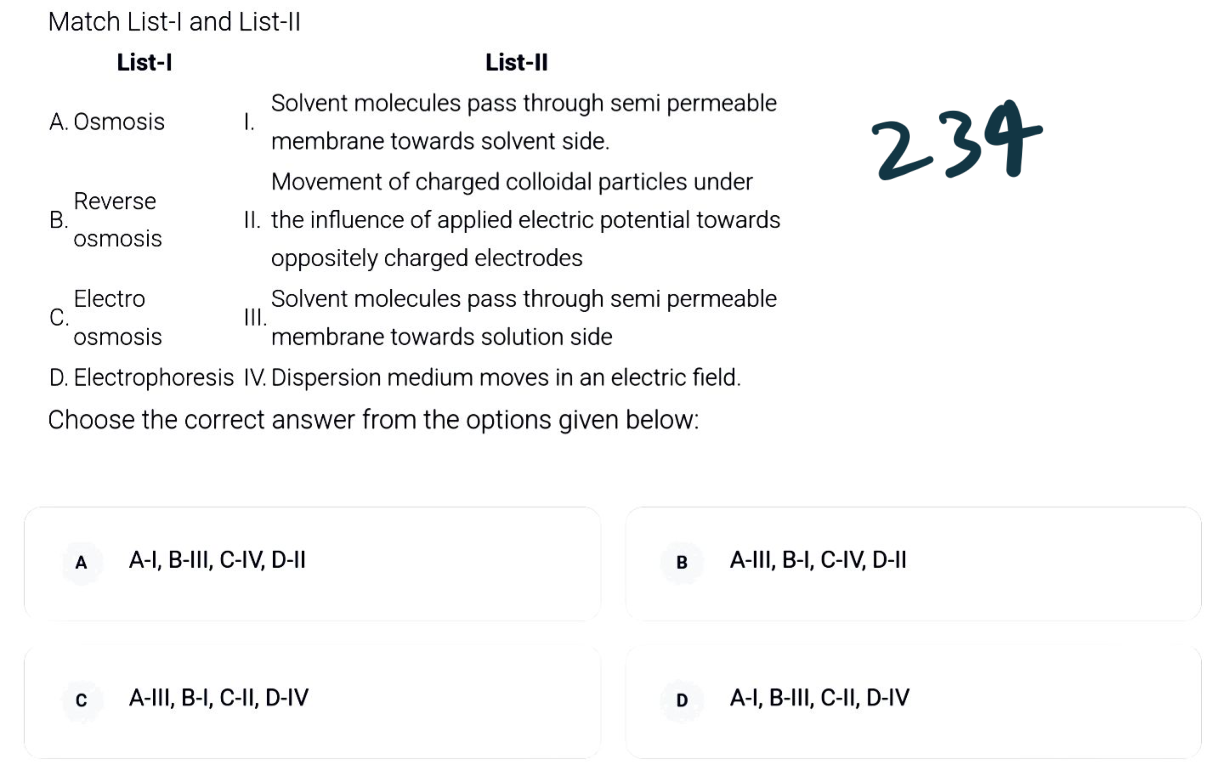 Match List-I and List-II
List-I List-II
A. Osmosis I. Solvent molecules pass through semi permeable
membrane towards solvent side.
B. Reverse
osmosis II. Movement of charged colloidal particles under
the influence of applied electric potential towards
oppositely charged electrodes
C. Electro
osmosis III. Solvent molecules pass through semi permeable
membrane towards solution side
D. Electrophoresis IV. Dispersion medium moves in an electric field.
234
Choose the correct answer from the options given below:
A A-I, B-III, C-IV, D-II
B A-III, B-I, C-IV, D-II
C A-III, B-I, C-II, D-IV
D A-I, B-III, C-II, D-IV